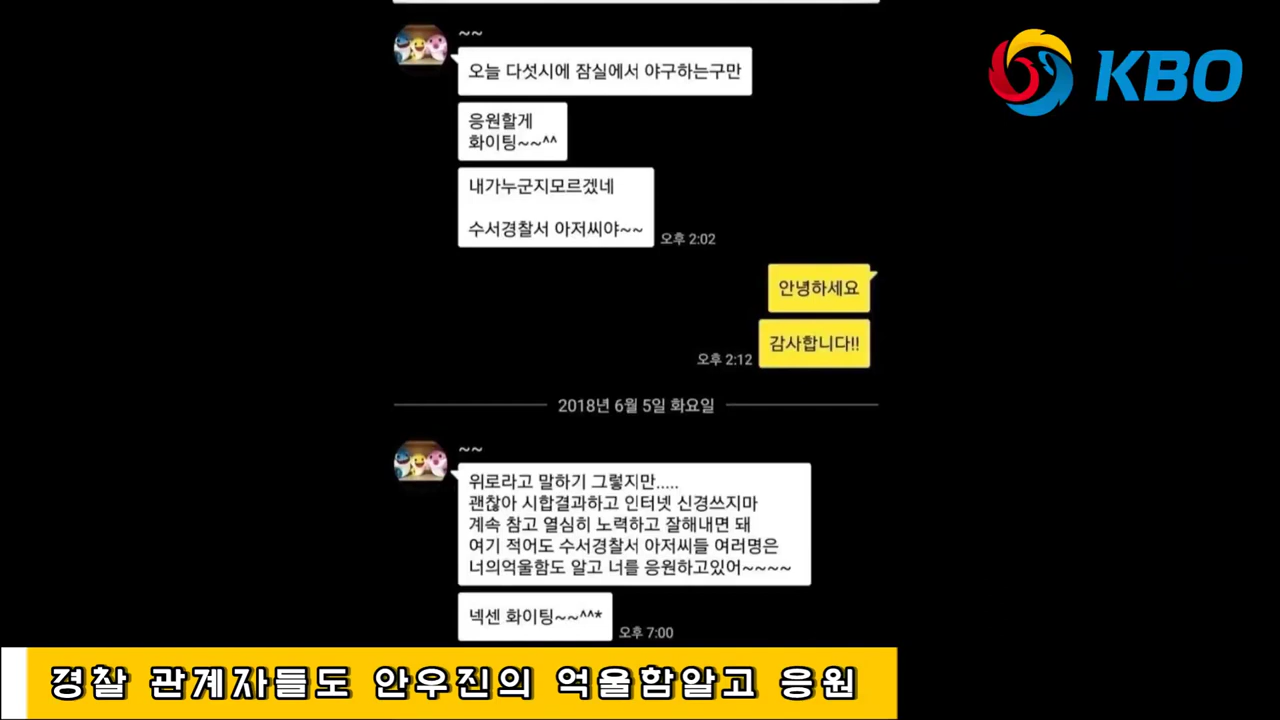 ~~
오늘 다섯시에 잠실에서 야구하는구만
응원할게
화이팅~~^^
내가누군지모르겠네
수서경찰서 아저씨야~~
오후 2:02
안녕하세요
감사합니다!!
오후 2:12
2018년 6월 5일 화요일
~~
위로라고 말하기 그렇지만.....
괜찮아 시합결과하고 인터넷 신경쓰지마
계속 참고 열심히 노력하고 잘해내면 돼
여기 적어도 수서경찰서 아저씨들 여러명은
너의억울함도 알고 너를 응원하고있어~~~~
넥센 화이팅~~^^*
오후 7:00
KBO
경찰 관계자들도 안우진의 억울함알고 응원